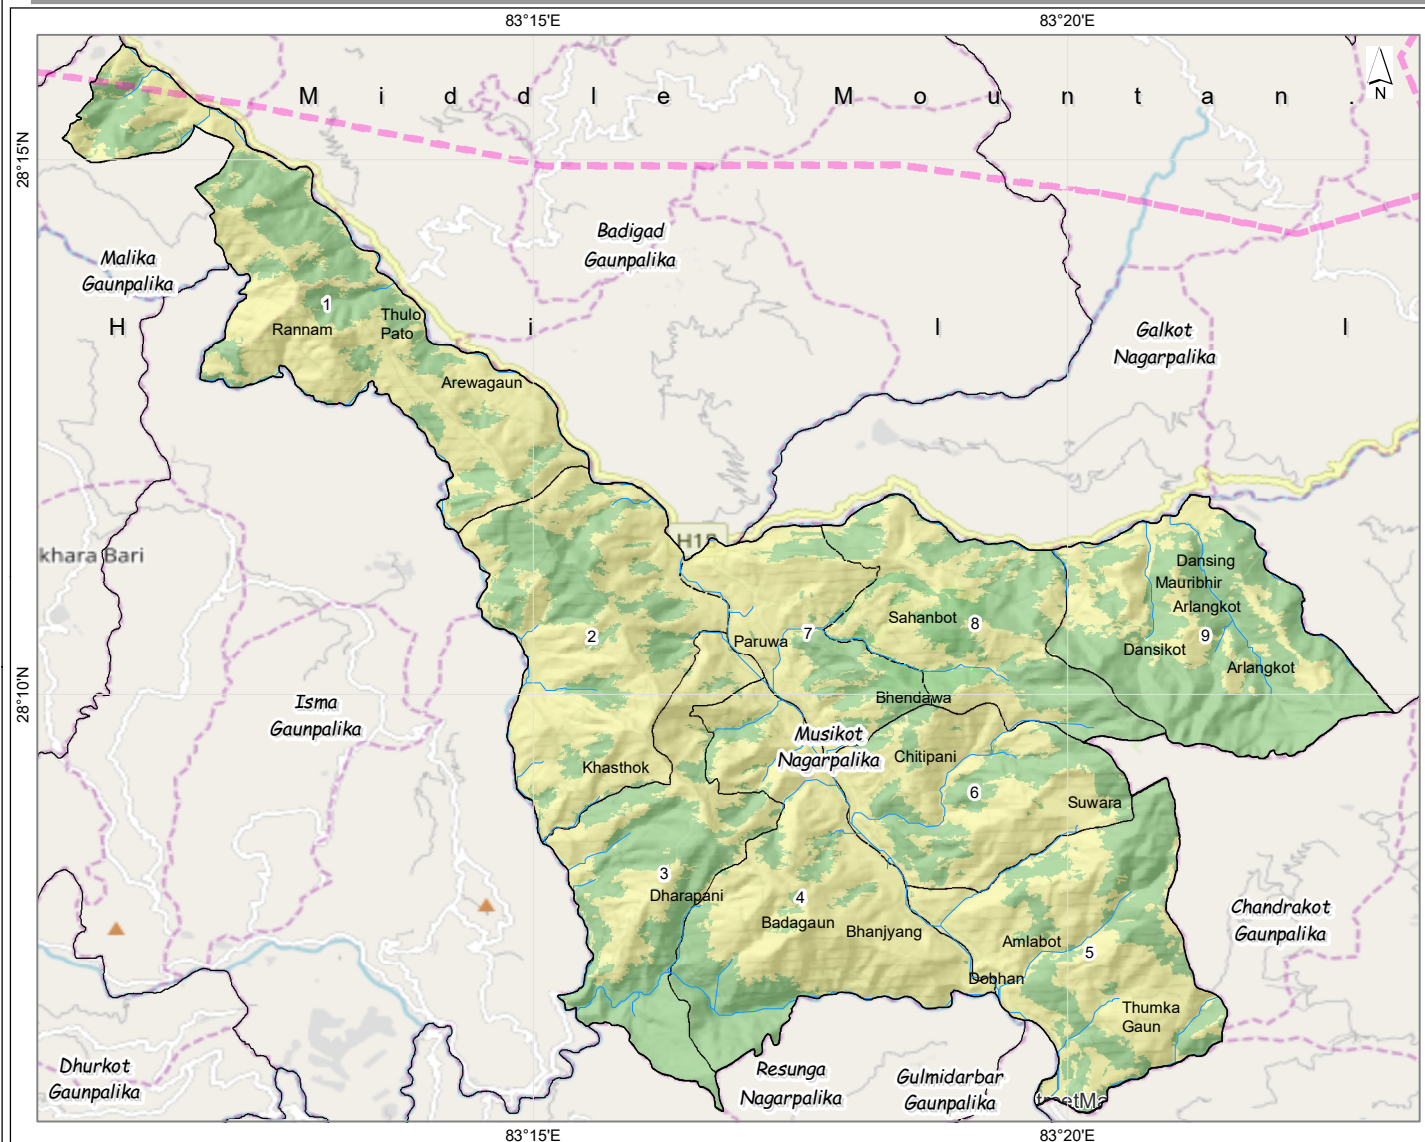 83°15'E
83°20'E
Middle Mountan.
N
28°15'N
Badigad
Gaunpalika
Malika
Gaunpalika
1
Rannam
Thulo
Pato
H i l l
Galkot
Nagarpalika
Arewagaun
H18
khara Bari
Dansing
Mauribhir
Arlangkot
Sahanbot
8
2
Paruwa
7
9
Dansikot
Arlangkot
28°10'N
Bhendawa
Isma
Gaunpalika
Musikot
Nagarpalika
Chitipani
Khasthok
6
Suwara
3
Dharapani
4
Badagaun
Bhanjyang
Chandrakot
Gaunpalika
Amlabot
5
Dobhan
Thumka
Gaun
Dhurkot
Gaunpalika
Resunga
Nagarpalika
Gulmidarbar
Gaunpalika
83°15'E
83°20'E